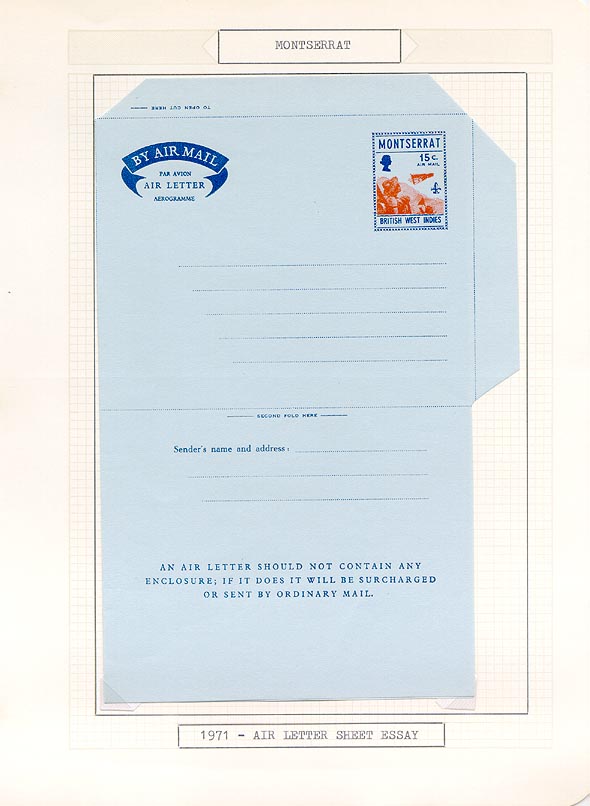 MONTSERRAT
TO OPEN CUT HERE
BY AIR MAIL
PAR AVION
AIR LETTER
AEROGRAMME
MONTSERRAT
15 c.
AIR MAIL
BRITISH WEST INDIES
SECOND FOLD HERE
Sender's name and address:
AN AIR LETTER SHOULD NOT CONTAIN ANY
ENCLOSURE; IF IT DOES IT WILL BE SURCHARGED
OR SENT BY ORDINARY MAIL.
1971 - AIR LETTER SHEET ESSAY